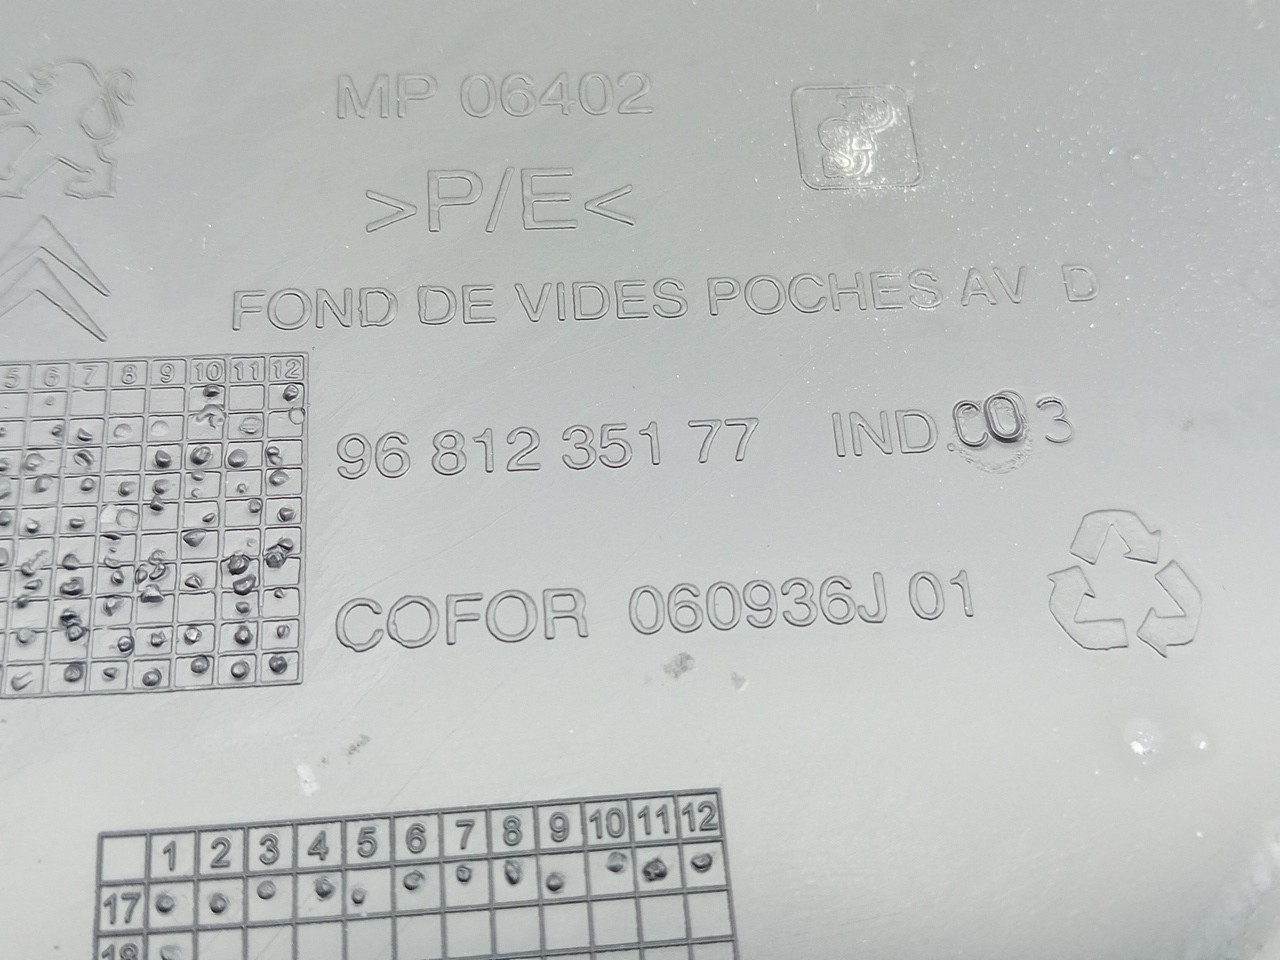 MP 06402
>P/E<
FOND DE VIDES POCHES AV D
5 6 7 8 9 10 11 12
96 812 351 77 IND.C03
COFOR 060936J 01
1 2 3 4 5 6 7 8 9 10 11 12
17
18